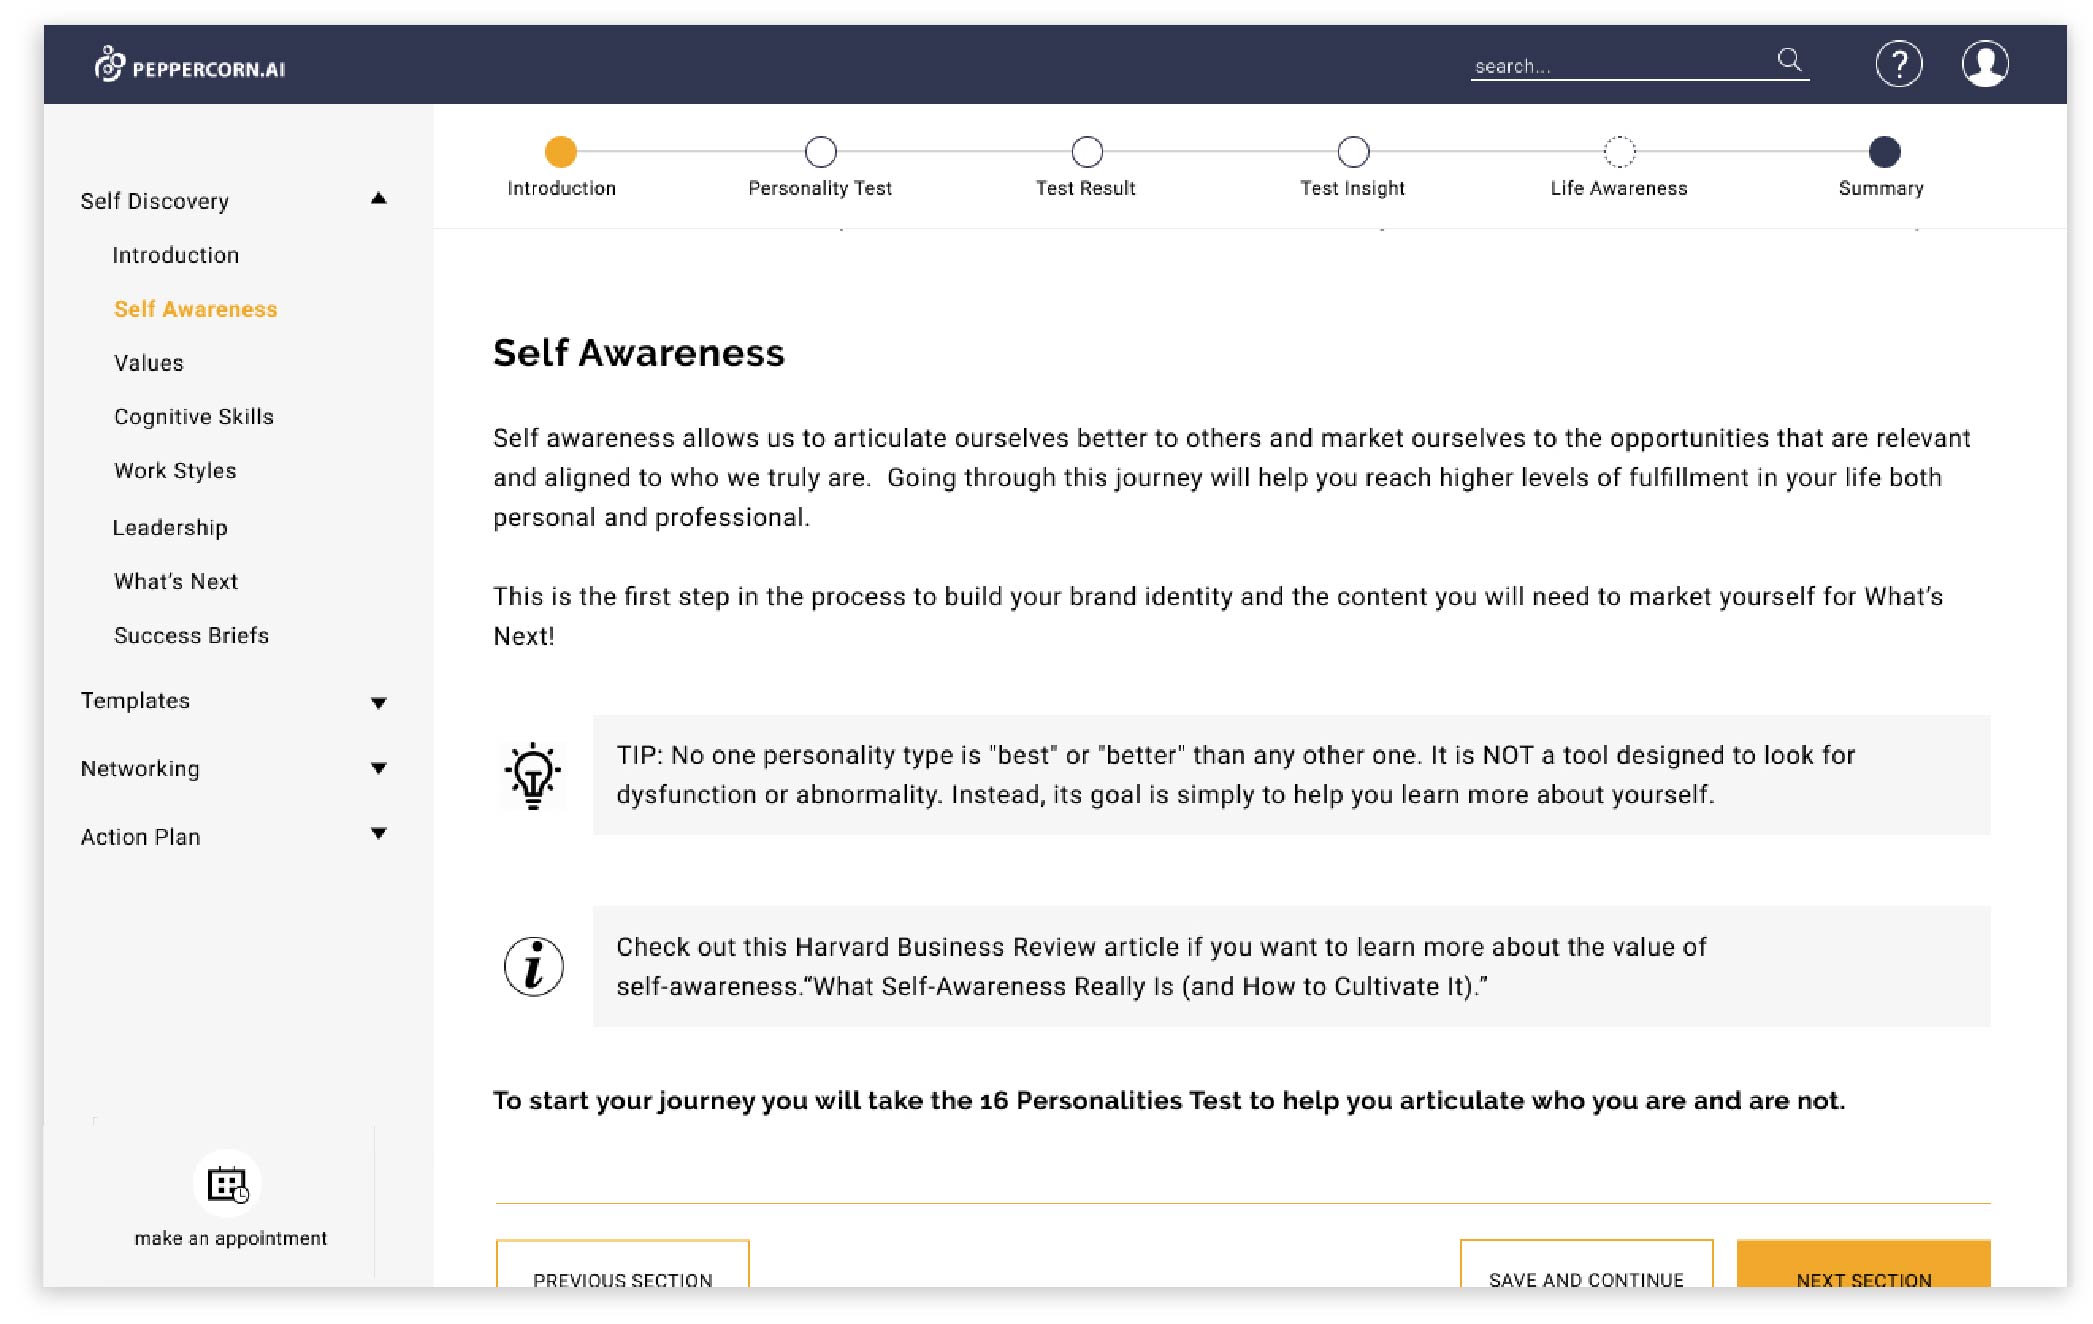 PEPPERCORN.AI
search...
?
Introduction
Personality Test
Test Result
Test Insight
Life Awareness
Summary
Self Discovery
Introduction
Self Awareness
Values
Cognitive Skills
Work Styles
Leadership
What's Next
Success Briefs
Templates
Networking
Action Plan
make an appointment
Self Awareness
Self awareness allows us to articulate ourselves better to others and market ourselves to the opportunities that are relevant
and aligned to who we truly are.  Going through this journey will help you reach higher levels of fulfillment in your life both
personal and professional.
This is the first step in the process to build your brand identity and the content you will need to market yourself for What's
Next!
TIP: No one personality type is "best" or "better" than any other one. It is NOT a tool designed to look for
dysfunction or abnormality. Instead, its goal is simply to help you learn more about yourself.
i
Check out this Harvard Business Review article if you want to learn more about the value of
self-awareness.“What Self-Awareness Really Is (and How to Cultivate It).”
To start your journey you will take the 16 Personalities Test to help you articulate who you are and are not.
PREVIOUS SECTION
SAVE AND CONTINUE
NEXT SECTION